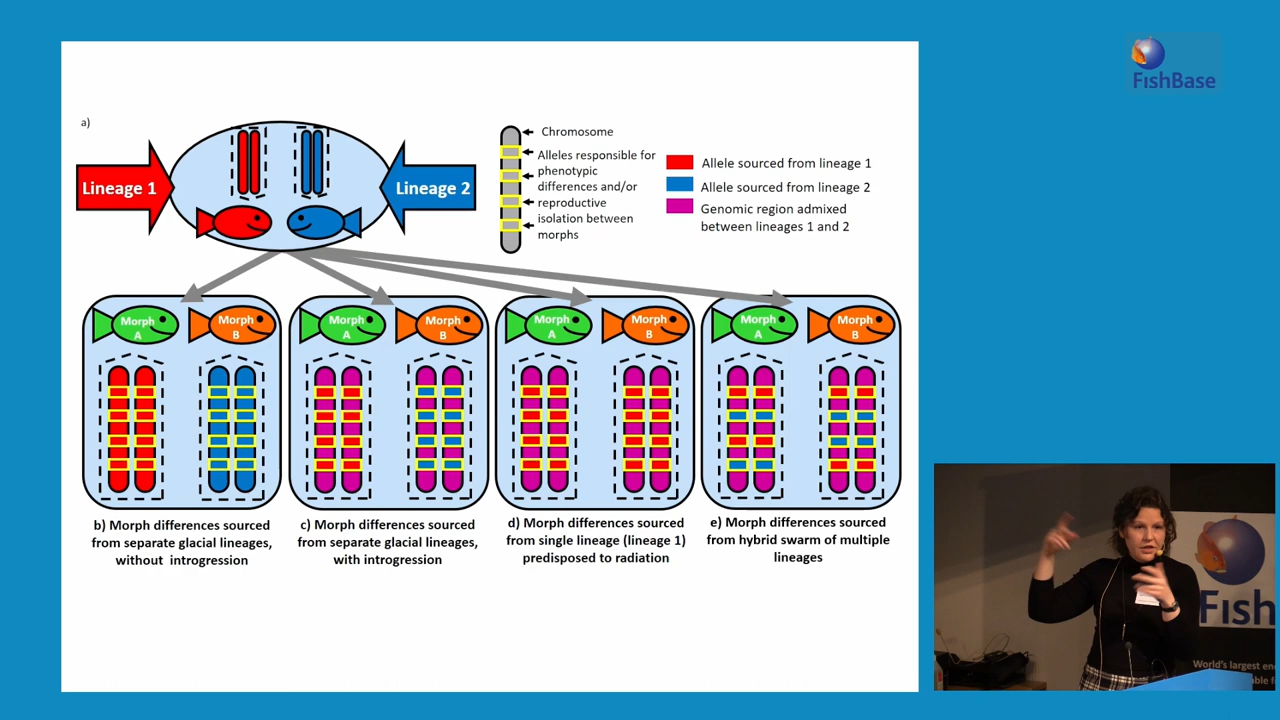 FishBase
a)
Lineage 1
Lineage 2
Chromosome
Alleles responsible for
phenotypic
differences and/or
reproductive
isolation between
morphs
Allele sourced from lineage 1
Allele sourced from lineage 2
Genomic region admixed
between lineages 1 and 2
Morph
A
Morph
B
Morph
A
Morph
B
Morph
A
Morph
B
Morph
A
Morph
B
b) Morph differences sourced
from separate glacial lineages,
without introgression
c) Morph differences sourced
from separate glacial lineages,
with introgression
d) Morph differences sourced
from single lineage (lineage 1)
predisposed to radiation
e) Morph differences sourced
from hybrid swarm of multiple
lineages
Fish
World's largest en
able fo